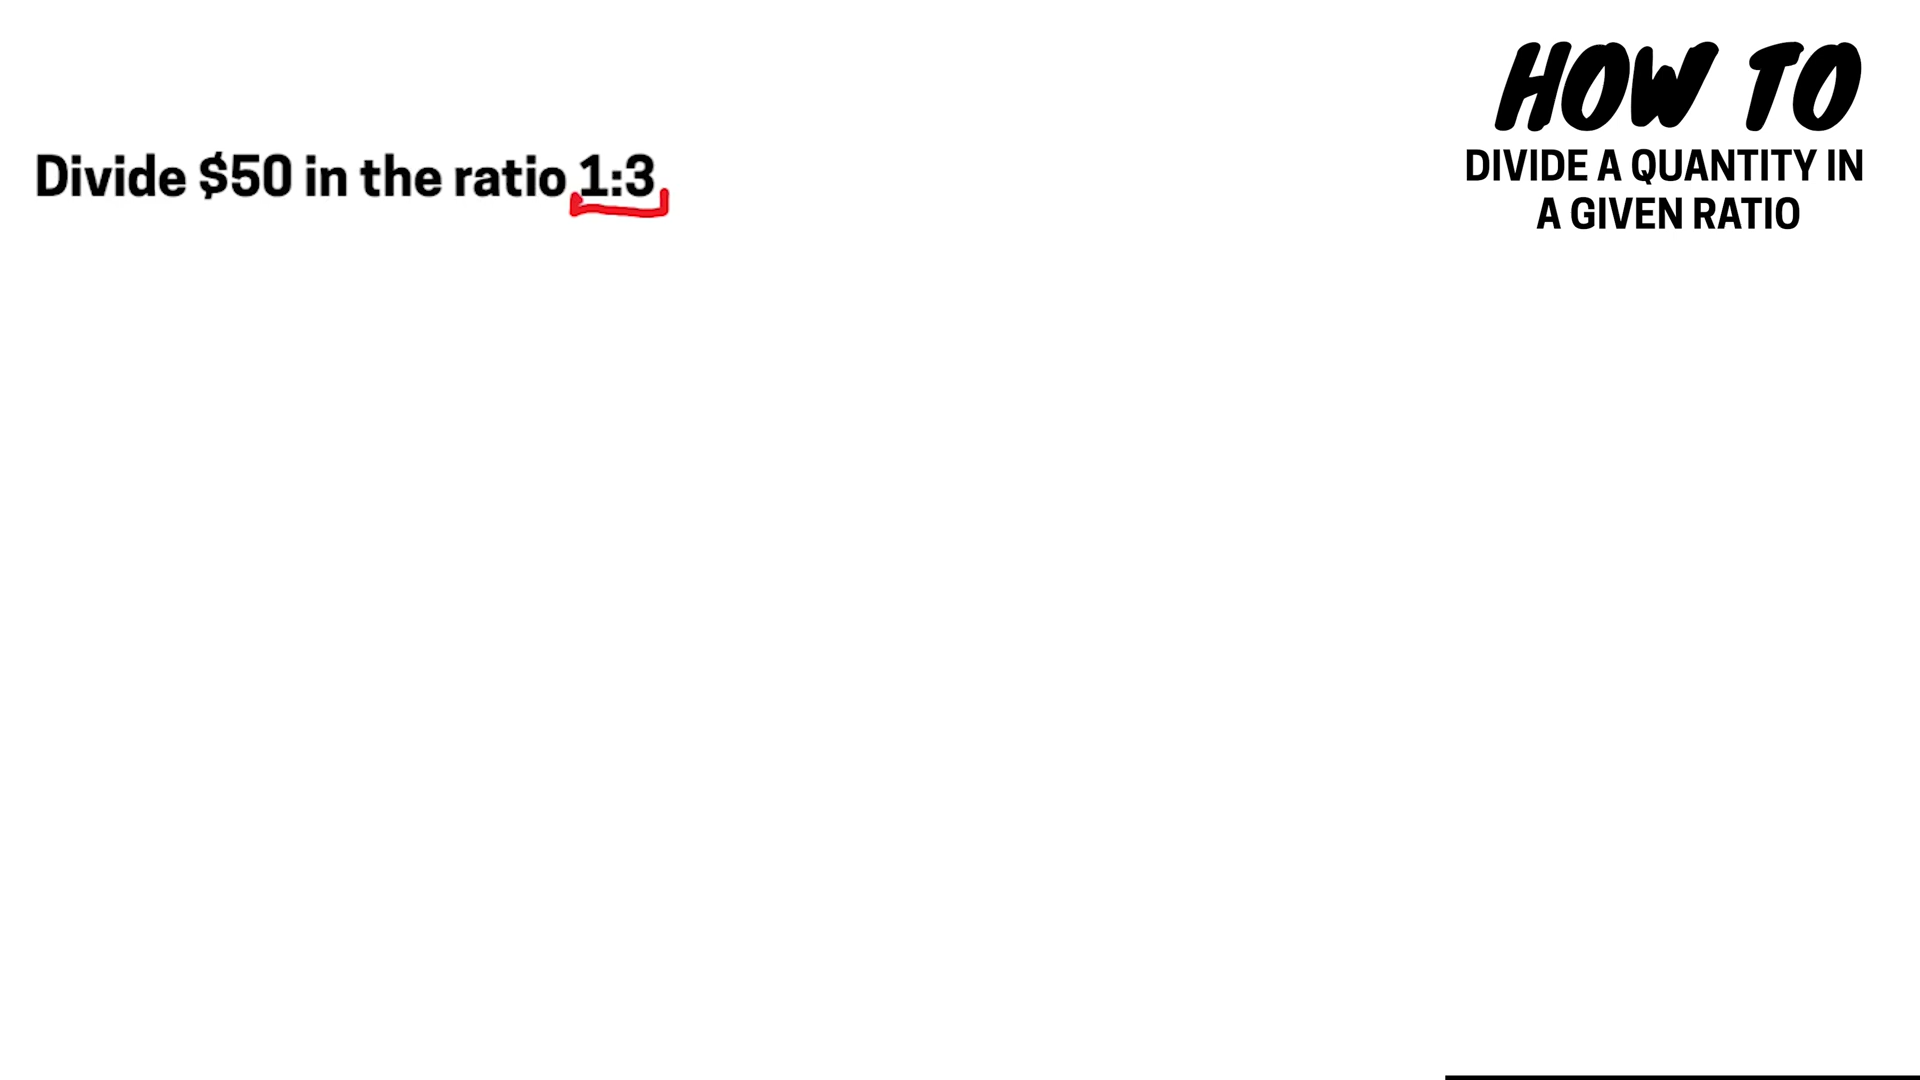 HOW TO
DIVIDE A QUANTITY IN
A GIVEN RATIO
Divide $50 in the ratio 1:3